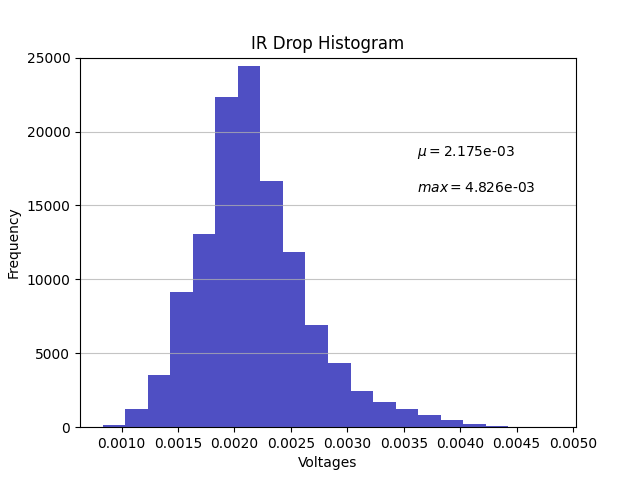 IR Drop Histogram
25000
20000
15000
10000
5000
0
Frequency
μ = 2.175e-03
max = 4.826e-03
0.0010 0.0015 0.0020 0.0025 0.0030 0.0035 0.0040 0.0045 0.0050
Voltages